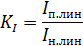 K_I = I_п.лин / I_н.лин